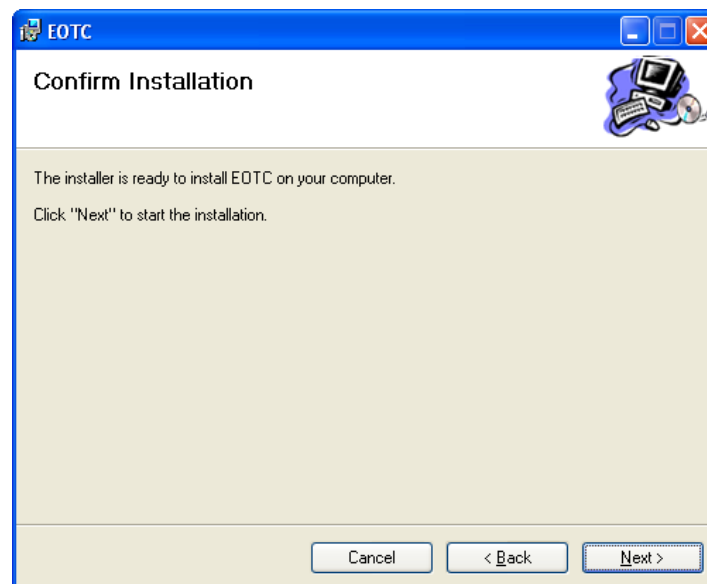 EOTC
Confirm Installation
The installer is ready to install EOTC on your computer.
Click "Next" to start the installation.
Cancel
< Back
Next >